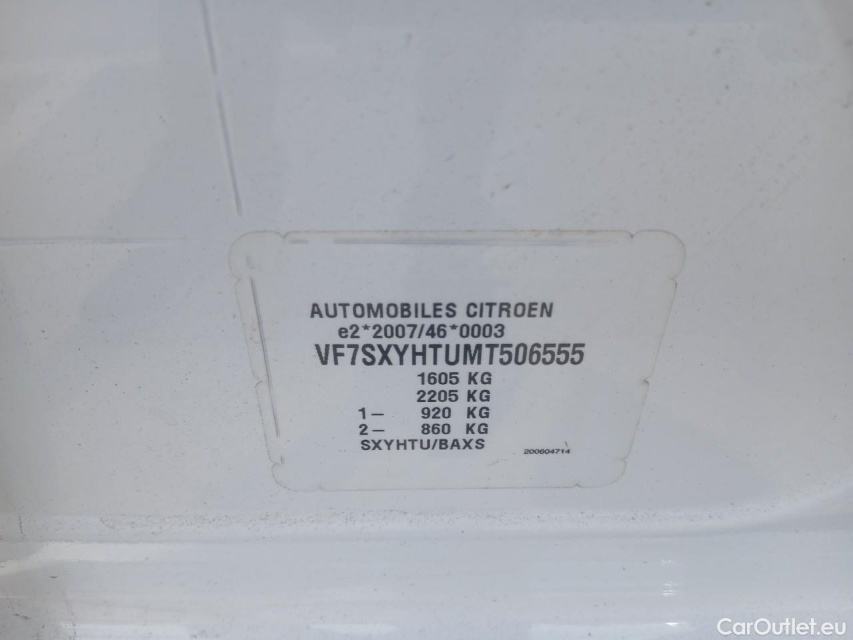 AUTOMOBILES CITROEN
e2*2007/46*0003
VF7SXYHTUMT506555
1605 KG
2205 KG
1- 920 KG
2- 860 KG
SXYHTU/BAXS
200604714
CarOutlet.eu